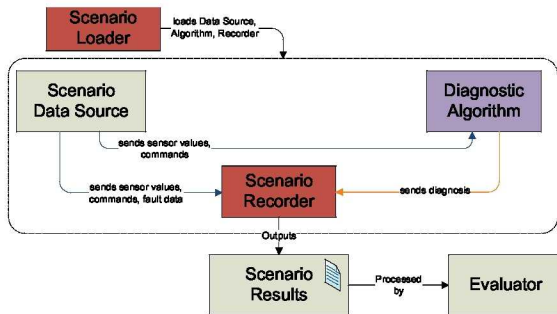 Scenario
Loader
loads Data Source,
Algorithm, Recorder
Scenario
Data Source
Diagnostic
Algorithm
sends sensor values,
commands
sends sensor values,
commands, fault data
Scenario
Recorder
sends diagnosis
Outputs
Scenario
Results
Processed
by
Evaluator